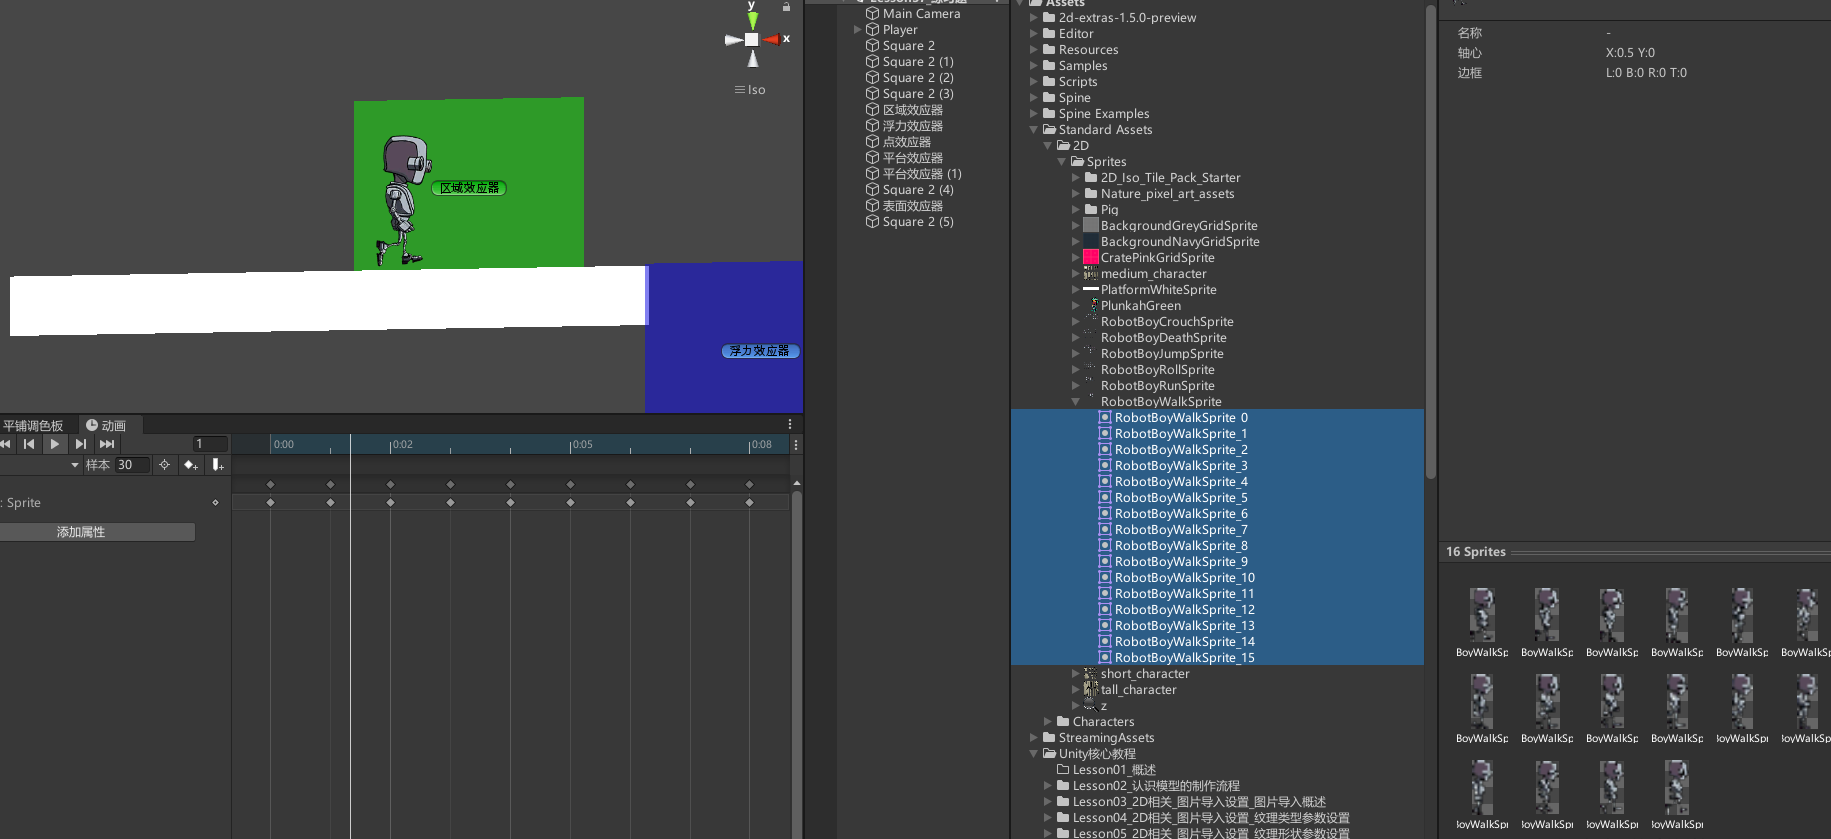 y
x
Iso
区域效应器
浮力效应器
平铺调色板
动画
1
0:00
0:02
0:05
0:08
样本 30
: Sprite
添加属性
Main Camera
Player
Square 2
Square 2 (1)
Square 2 (2)
Square 2 (3)
区域效应器
浮力效应器
点效应器
平台效应器
平台效应器 (1)
Square 2 (4)
表面效应器
Square 2 (5)
Assets
2d-extras-1.5.0-preview
Editor
Resources
Samples
Scripts
Spine
Spine Examples
Standard Assets
2D
Sprites
2D_Iso_Tile_Pack_Starter
Nature_pixel_art_assets
Pig
BackgroundGreyGridSprite
BackgroundNavyGridSprite
CratePinkGridSprite
medium_character
PlatformWhiteSprite
PlunkahGreen
RobotBoyCrouchSprite
RobotBoyDeathSprite
RobotBoyJumpSprite
RobotBoyRollSprite
RobotBoyRunSprite
RobotBoyWalkSprite
RobotBoyWalkSprite_0
RobotBoyWalkSprite_1
RobotBoyWalkSprite_2
RobotBoyWalkSprite_3
RobotBoyWalkSprite_4
RobotBoyWalkSprite_5
RobotBoyWalkSprite_6
RobotBoyWalkSprite_7
RobotBoyWalkSprite_8
RobotBoyWalkSprite_9
RobotBoyWalkSprite_10
RobotBoyWalkSprite_11
RobotBoyWalkSprite_12
RobotBoyWalkSprite_13
RobotBoyWalkSprite_14
RobotBoyWalkSprite_15
short_character
tall_character
z
Characters
StreamingAssets
Unity核心教程
Lesson01_概述
Lesson02_认识模型的制作流程
Lesson03_2D相关_图片导入设置_图片导入概述
Lesson04_2D相关_图片导入设置_纹理类型参数设置
Lesson05_2D相关_图片导入设置_纹理形状参数设置
名称 -
轴心 X:0.5 Y:0
边框 L:0 B:0 R:0 T:0
16 Sprites
BoyWalkSp BoyWalkSp BoyWalkSp BoyWalkSp BoyWalkSp BoyWalkSp
BoyWalkSp BoyWalkSp BoyWalkSp BoyWalkSp BoyWalkSpr BoyWalkSpr
BoyWalkSpr BoyWalkSpr BoyWalkSpr BoyWalkSpr